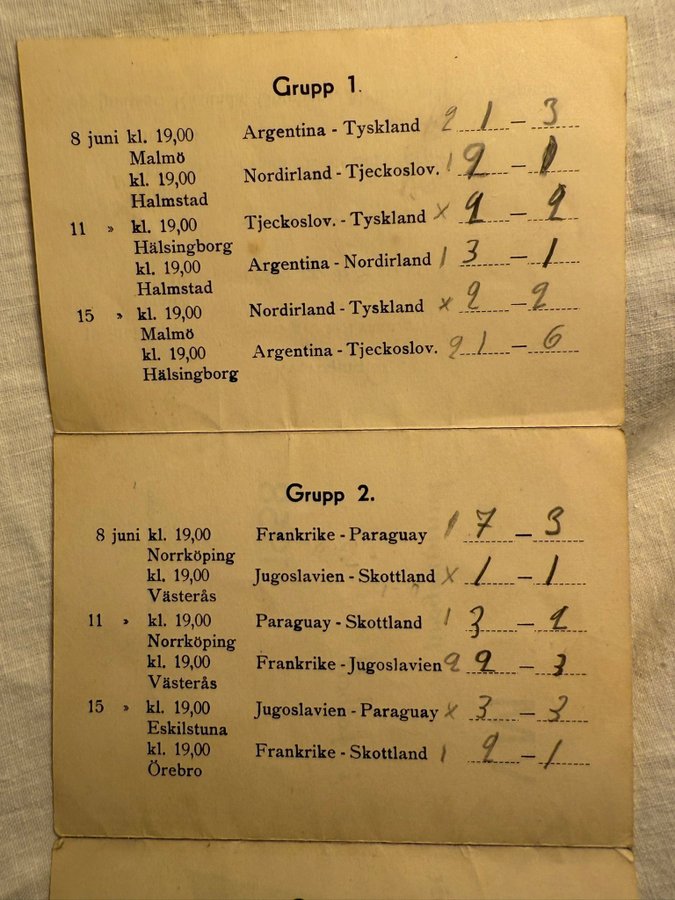 Grupp 1.
8 juni kl. 19,00 Argentina - Tyskland 2 1 – 3
Malmö
kl. 19,00 Nordirland - Tjeckoslov. 1 2 – 1
Halmstad
11 » kl. 19,00 Tjeckoslov. - Tyskland x 2 – 2
Hälsingborg
kl. 19,00 Argentina - Nordirland 1 3 – 1
Halmstad
15 » kl. 19,00 Nordirland - Tyskland x 2 – 2
Malmö
kl. 19,00 Argentina - Tjeckoslov. 2 1 – 6
Hälsingborg
Grupp 2.
8 juni kl. 19,00 Frankrike - Paraguay 1 7 – 3
Norrköping
kl. 19,00 Jugoslavien - Skottland x 1 – 1
Västerås
11 » kl. 19,00 Paraguay - Skottland 1 3 – 2
Norrköping
kl. 19,00 Frankrike - Jugoslavien 2 2 – 3
Västerås
15 » kl. 19,00 Jugoslavien - Paraguay x 3 – 3
Eskilstuna
kl. 19,00 Frankrike - Skottland 1 2 – 1
Örebro